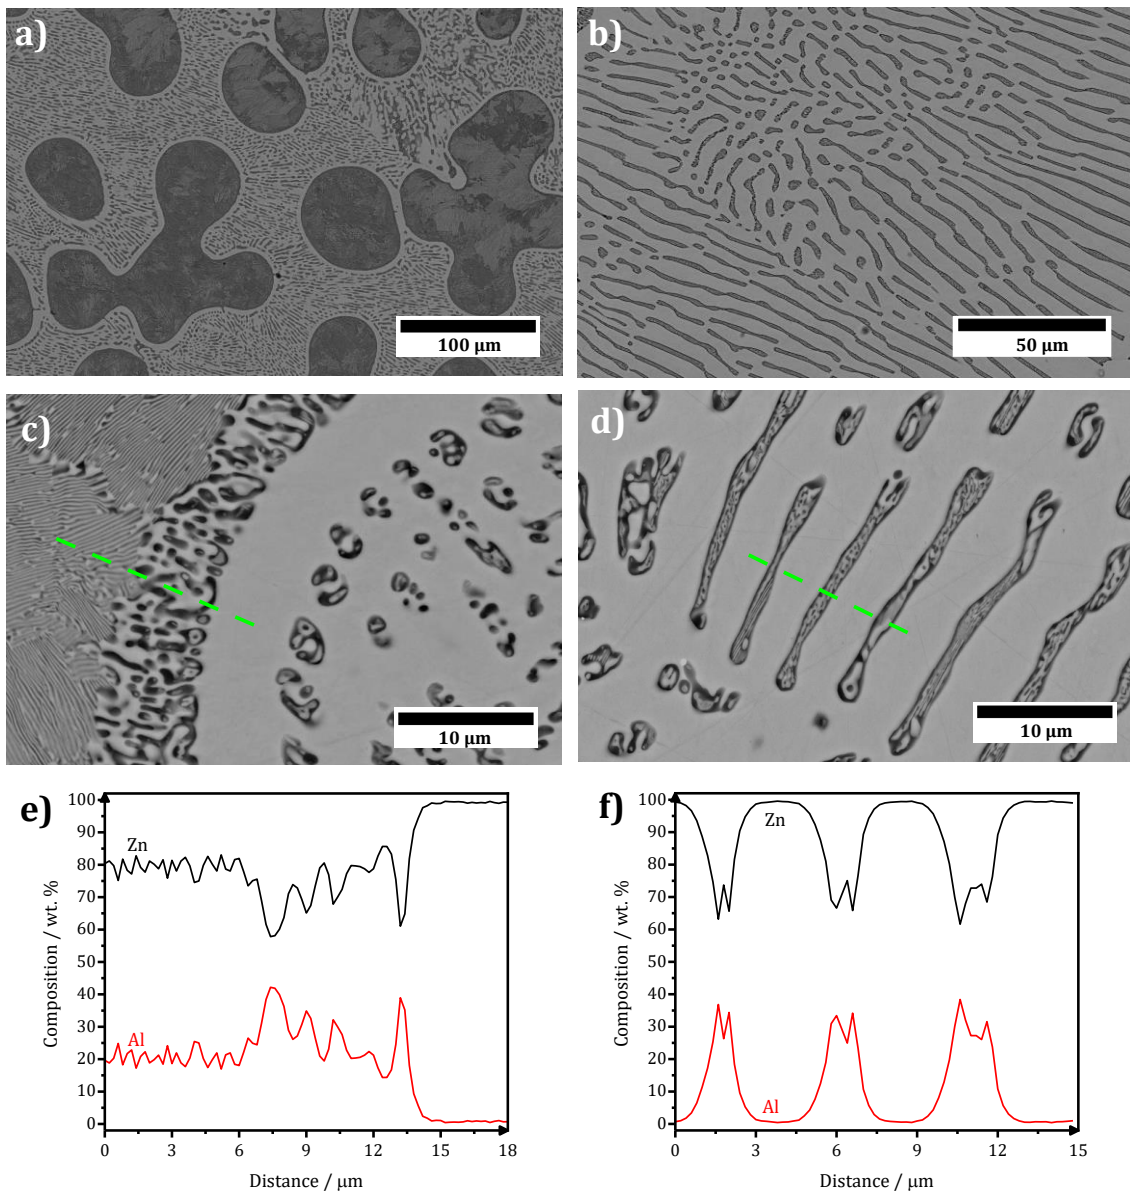 a)
100 μm
b)
50 μm
c)
10 μm
d)
10 μm
e)
100
90
80
70
60
50
40
30
20
10
0
Composition / wt. %
Zn
Al
0 3 6 9 12 15 18
Distance / μm
f)
100
90
80
70
60
50
40
30
20
10
0
Composition / wt. %
Zn
Al
0 3 6 9 12 15
Distance / μm